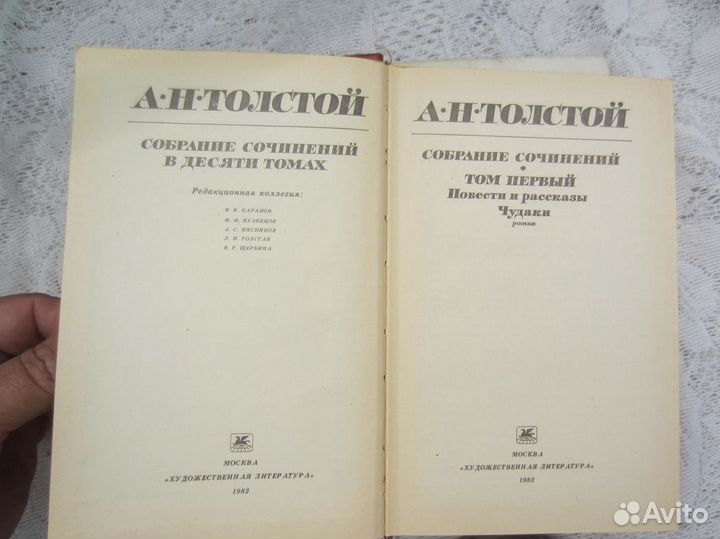 А·Н·ТОЛСТОЙ
СОБРАНИЕ СОЧИНЕНИЙ
В ДЕСЯТИ ТОМАХ
Редакционная коллегия:
В. И. БАРАНОВ
Ф. Ф. КУЗНЕЦОВ
А. С. МЯСНИКОВ
Л. И. ТОЛСТАЯ
В. Р. ЩЕРБИНА
МОСКВА
«ХУДОЖЕСТВЕННАЯ ЛИТЕРАТУРА»
1982
А·Н·ТОЛСТОЙ
СОБРАНИЕ СОЧИНЕНИЙ
•
ТОМ ПЕРВЫЙ
Повести и рассказы
Чудаки
роман
МОСКВА
«ХУДОЖЕСТВЕННАЯ ЛИТЕРАТУРА»
1982
Avito